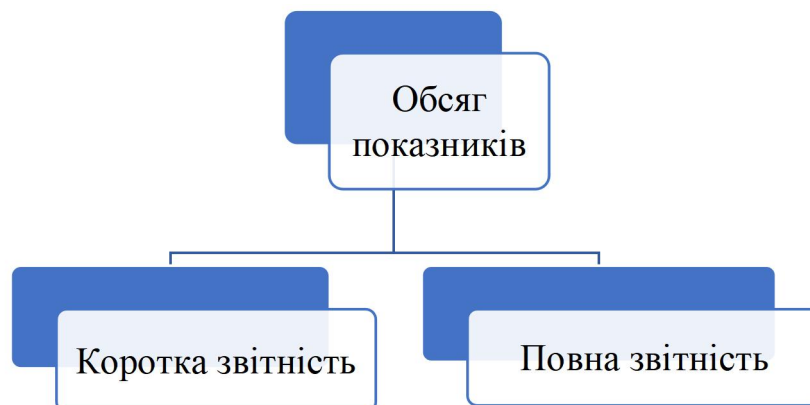 Обсяг
показників
Коротка звітність
Повна звітність